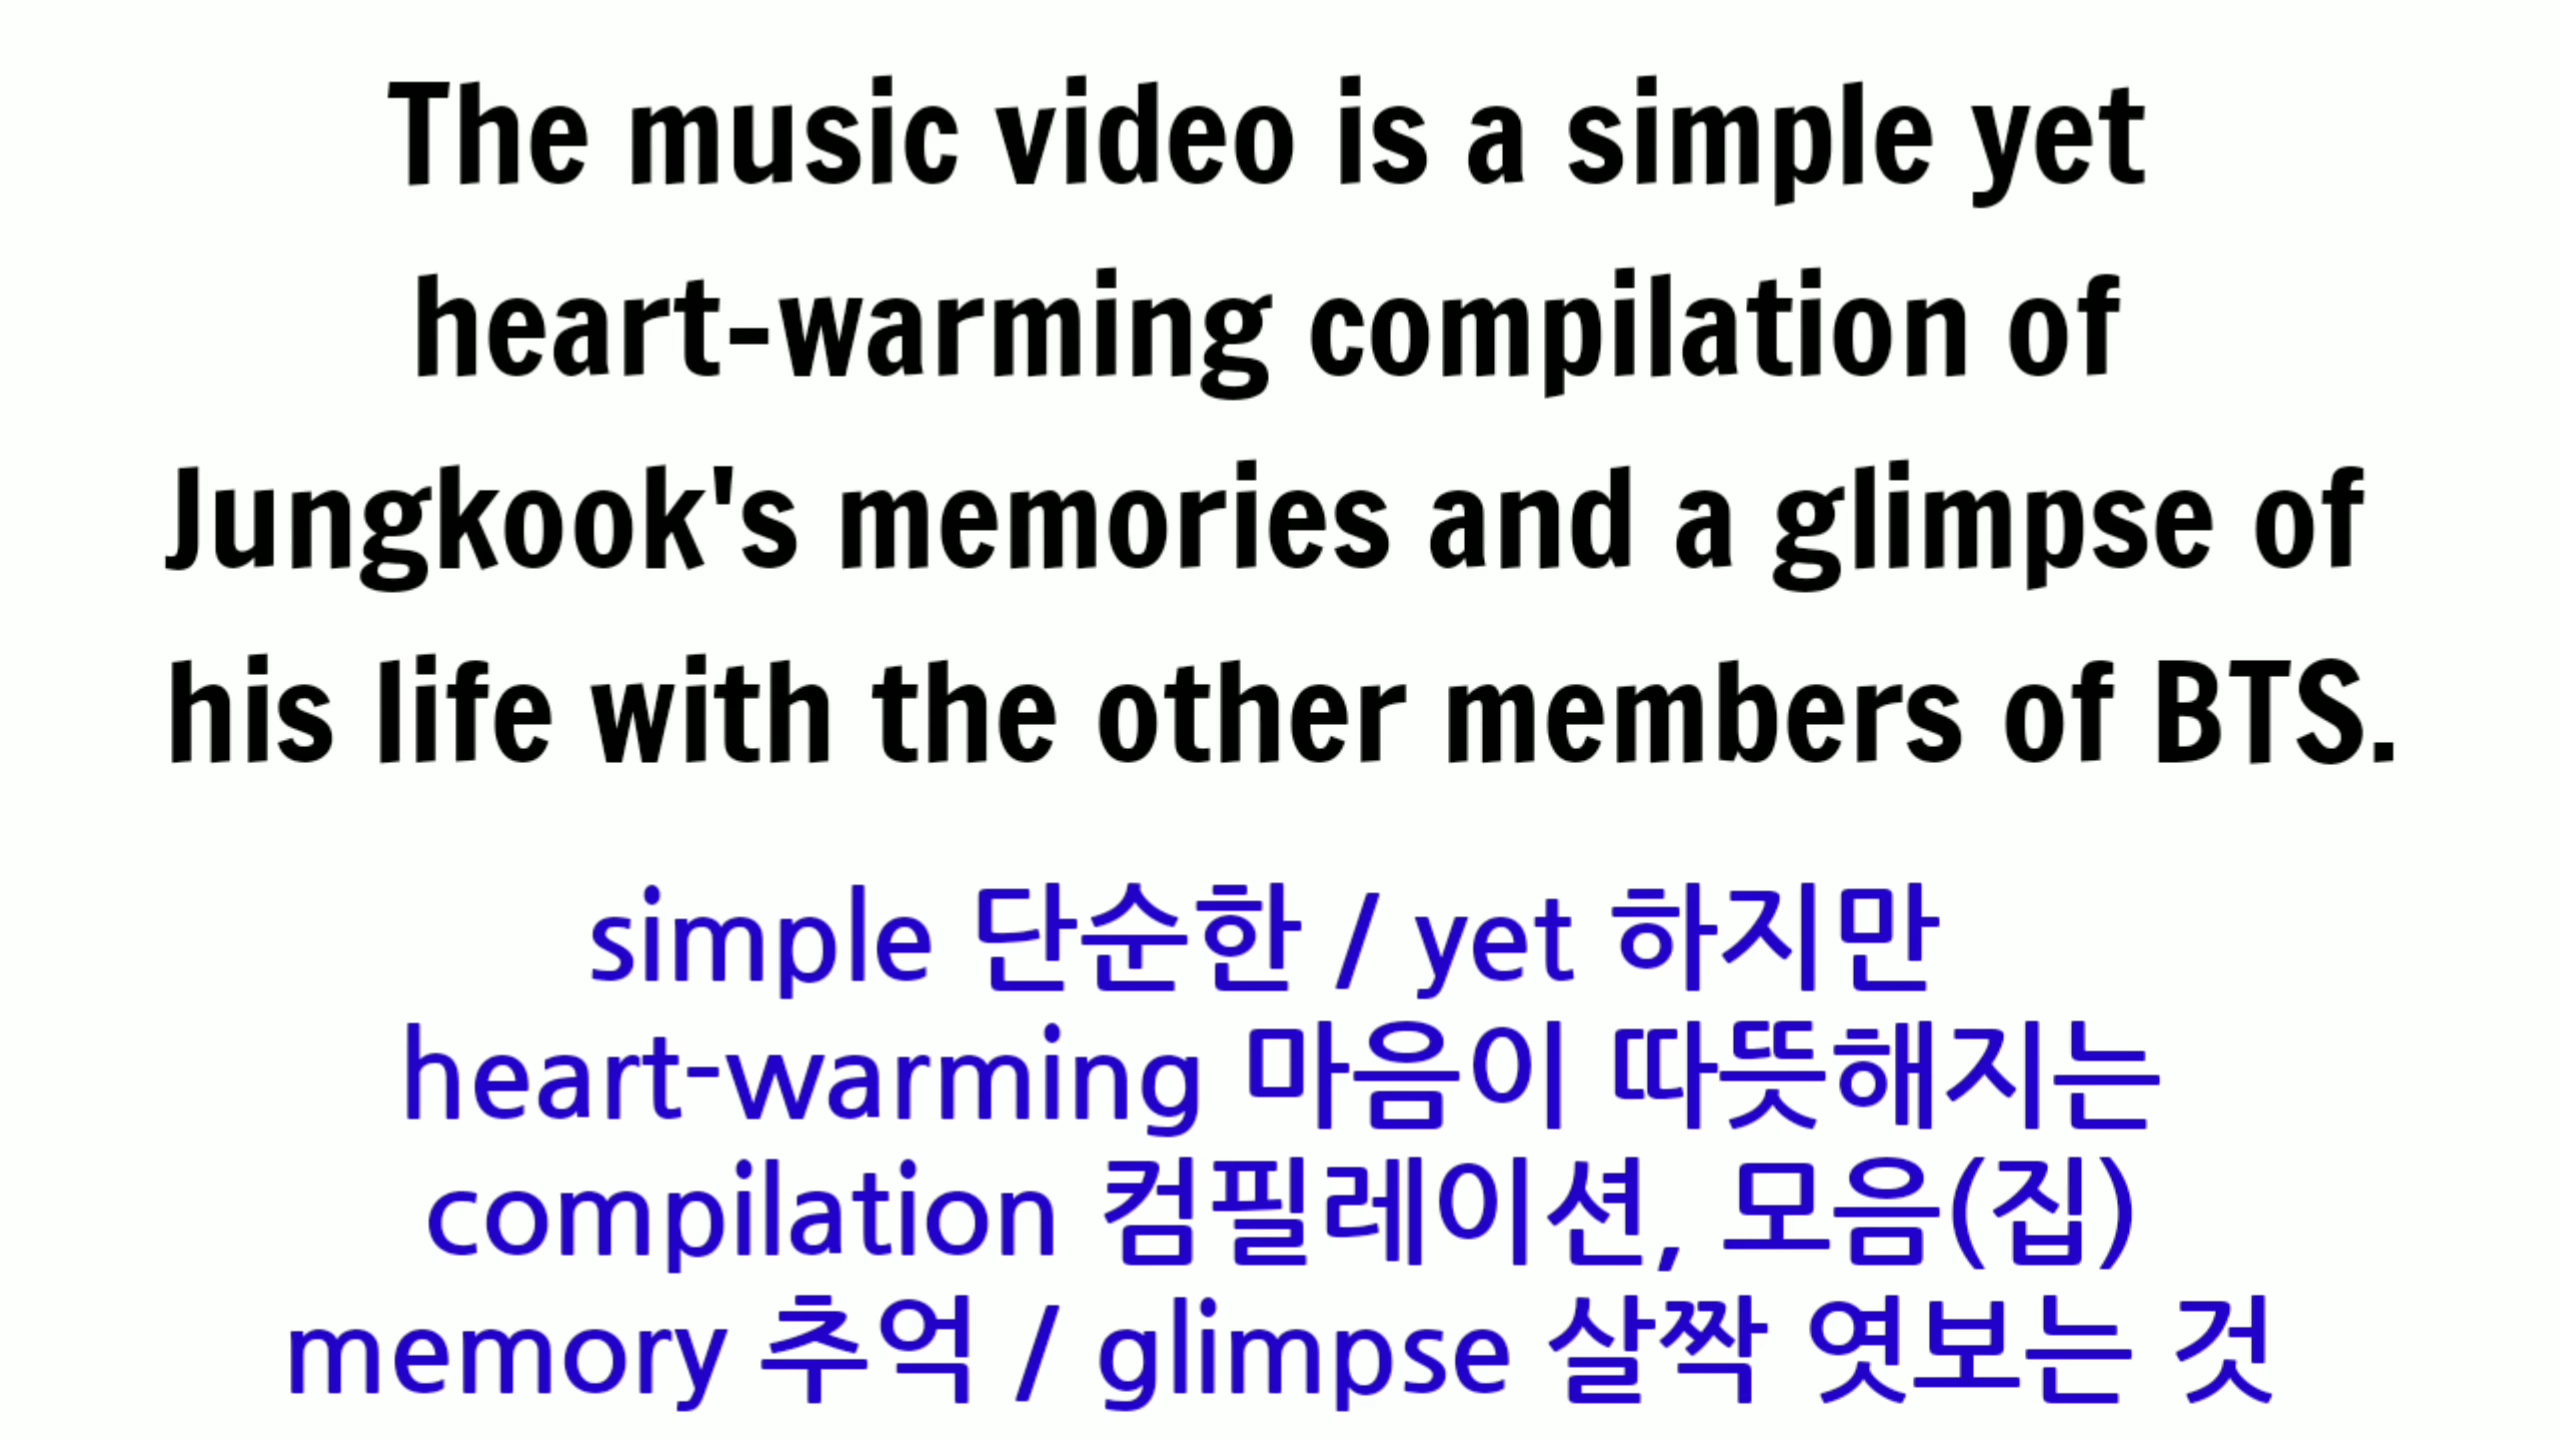 The music video is a simple yet
heart-warming compilation of
Jungkook's memories and a glimpse of
his life with the other members of BTS.
simple 단순한 / yet 하지만
heart-warming 마음이 따뜻해지는
compilation 컴필레이션, 모음(집)
memory 추억 / glimpse 살짝 엿보는 것